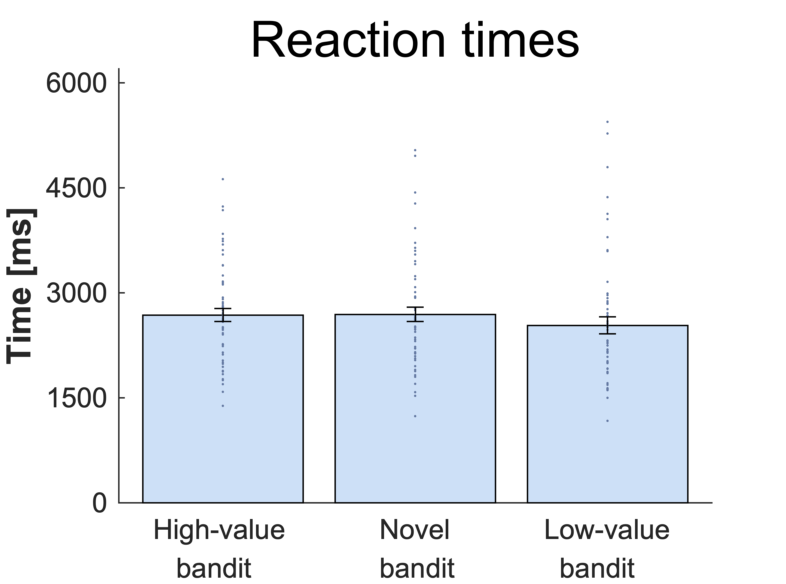 Reaction times
Time [ms]
6000
4500
3000
1500
0
High-value bandit
Novel bandit
Low-value bandit